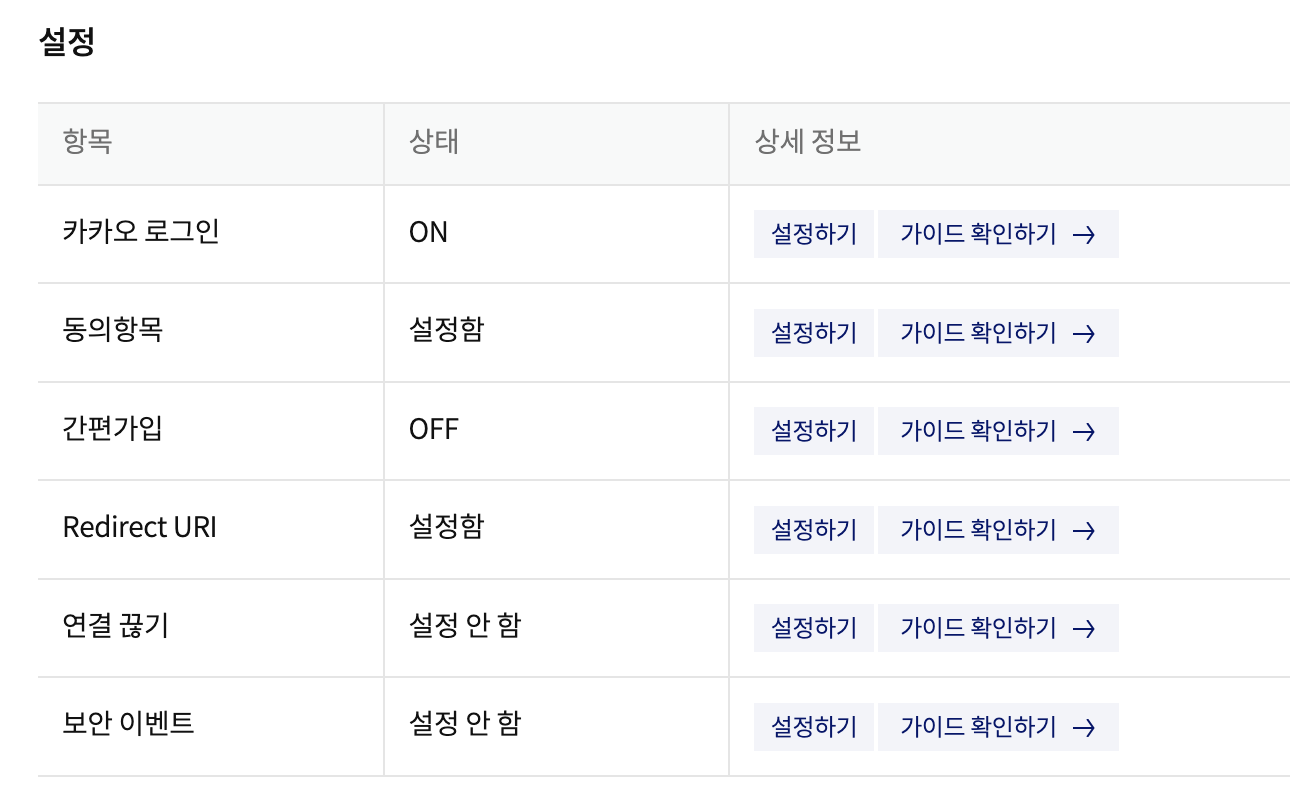 설정
항목 상태 상세 정보
카카오 로그인 ON 설정하기 가이드 확인하기 →
동의항목 설정함 설정하기 가이드 확인하기 →
간편가입 OFF 설정하기 가이드 확인하기 →
Redirect URI 설정함 설정하기 가이드 확인하기 →
연결 끊기 설정 안 함 설정하기 가이드 확인하기 →
보안 이벤트 설정 안 함 설정하기 가이드 확인하기 →